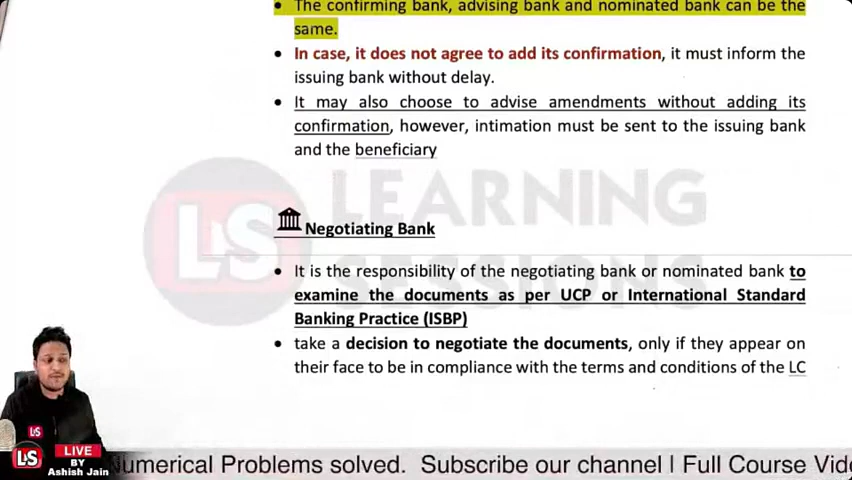 The confirming bank, advising bank and nominated bank can be the
same.
In case, it does not agree to add its confirmation, it must inform the
issuing bank without delay.
It may also choose to advise amendments without adding its
confirmation, however, intimation must be sent to the issuing bank
and the beneficiary
LS LEARNING
SESSIONS
Negotiating Bank
It is the responsibility of the negotiating bank or nominated bank to
examine the documents as per UCP or International Standard
Banking Practice (ISBP)
take a decision to negotiate the documents, only if they appear on
their face to be in compliance with the terms and conditions of the LC
LS
LS
LIVE
BY
Ashish Jain
Numerical Problems solved. Subscribe our channel | Full Course Vide